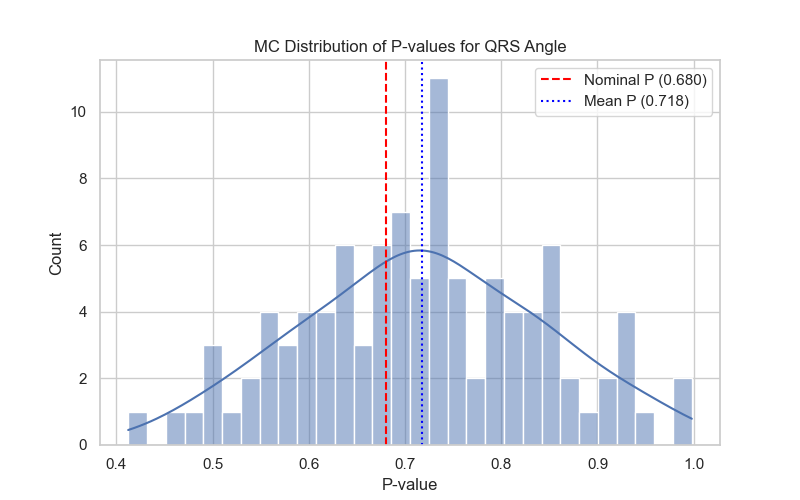 MC Distribution of P-values for QRS Angle
Nominal P (0.680)
Mean P (0.718)
Count
10
8
6
4
2
0
0.4 0.5 0.6 0.7 0.8 0.9 1.0
P-value